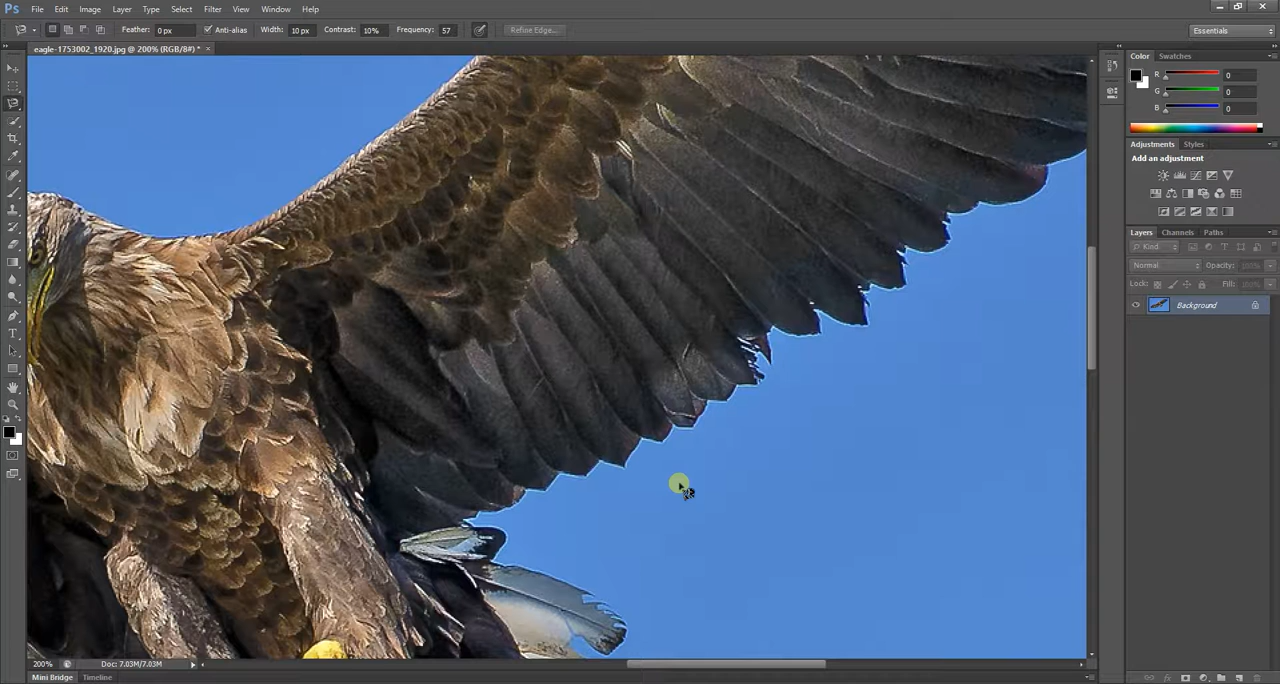 Ps File Edit Image Layer Type Select Filter View Window Help
Feather: 0 px Anti-alias Width: 10 px Contrast: 10% Frequency: 57 Refine Edge... Essentials
eagle-1753002_1920.jpg @ 200% (RGB/8#) * ×
Color Swatches
R 0
G 0
B 0
Adjustments Styles
Add an adjustment
Layers Channels Paths
Kind
Normal Opacity: 100%
Lock: Fill: 100%
Background
T
200% Doc: 7.03M/7.03M
Mini Bridge Timeline